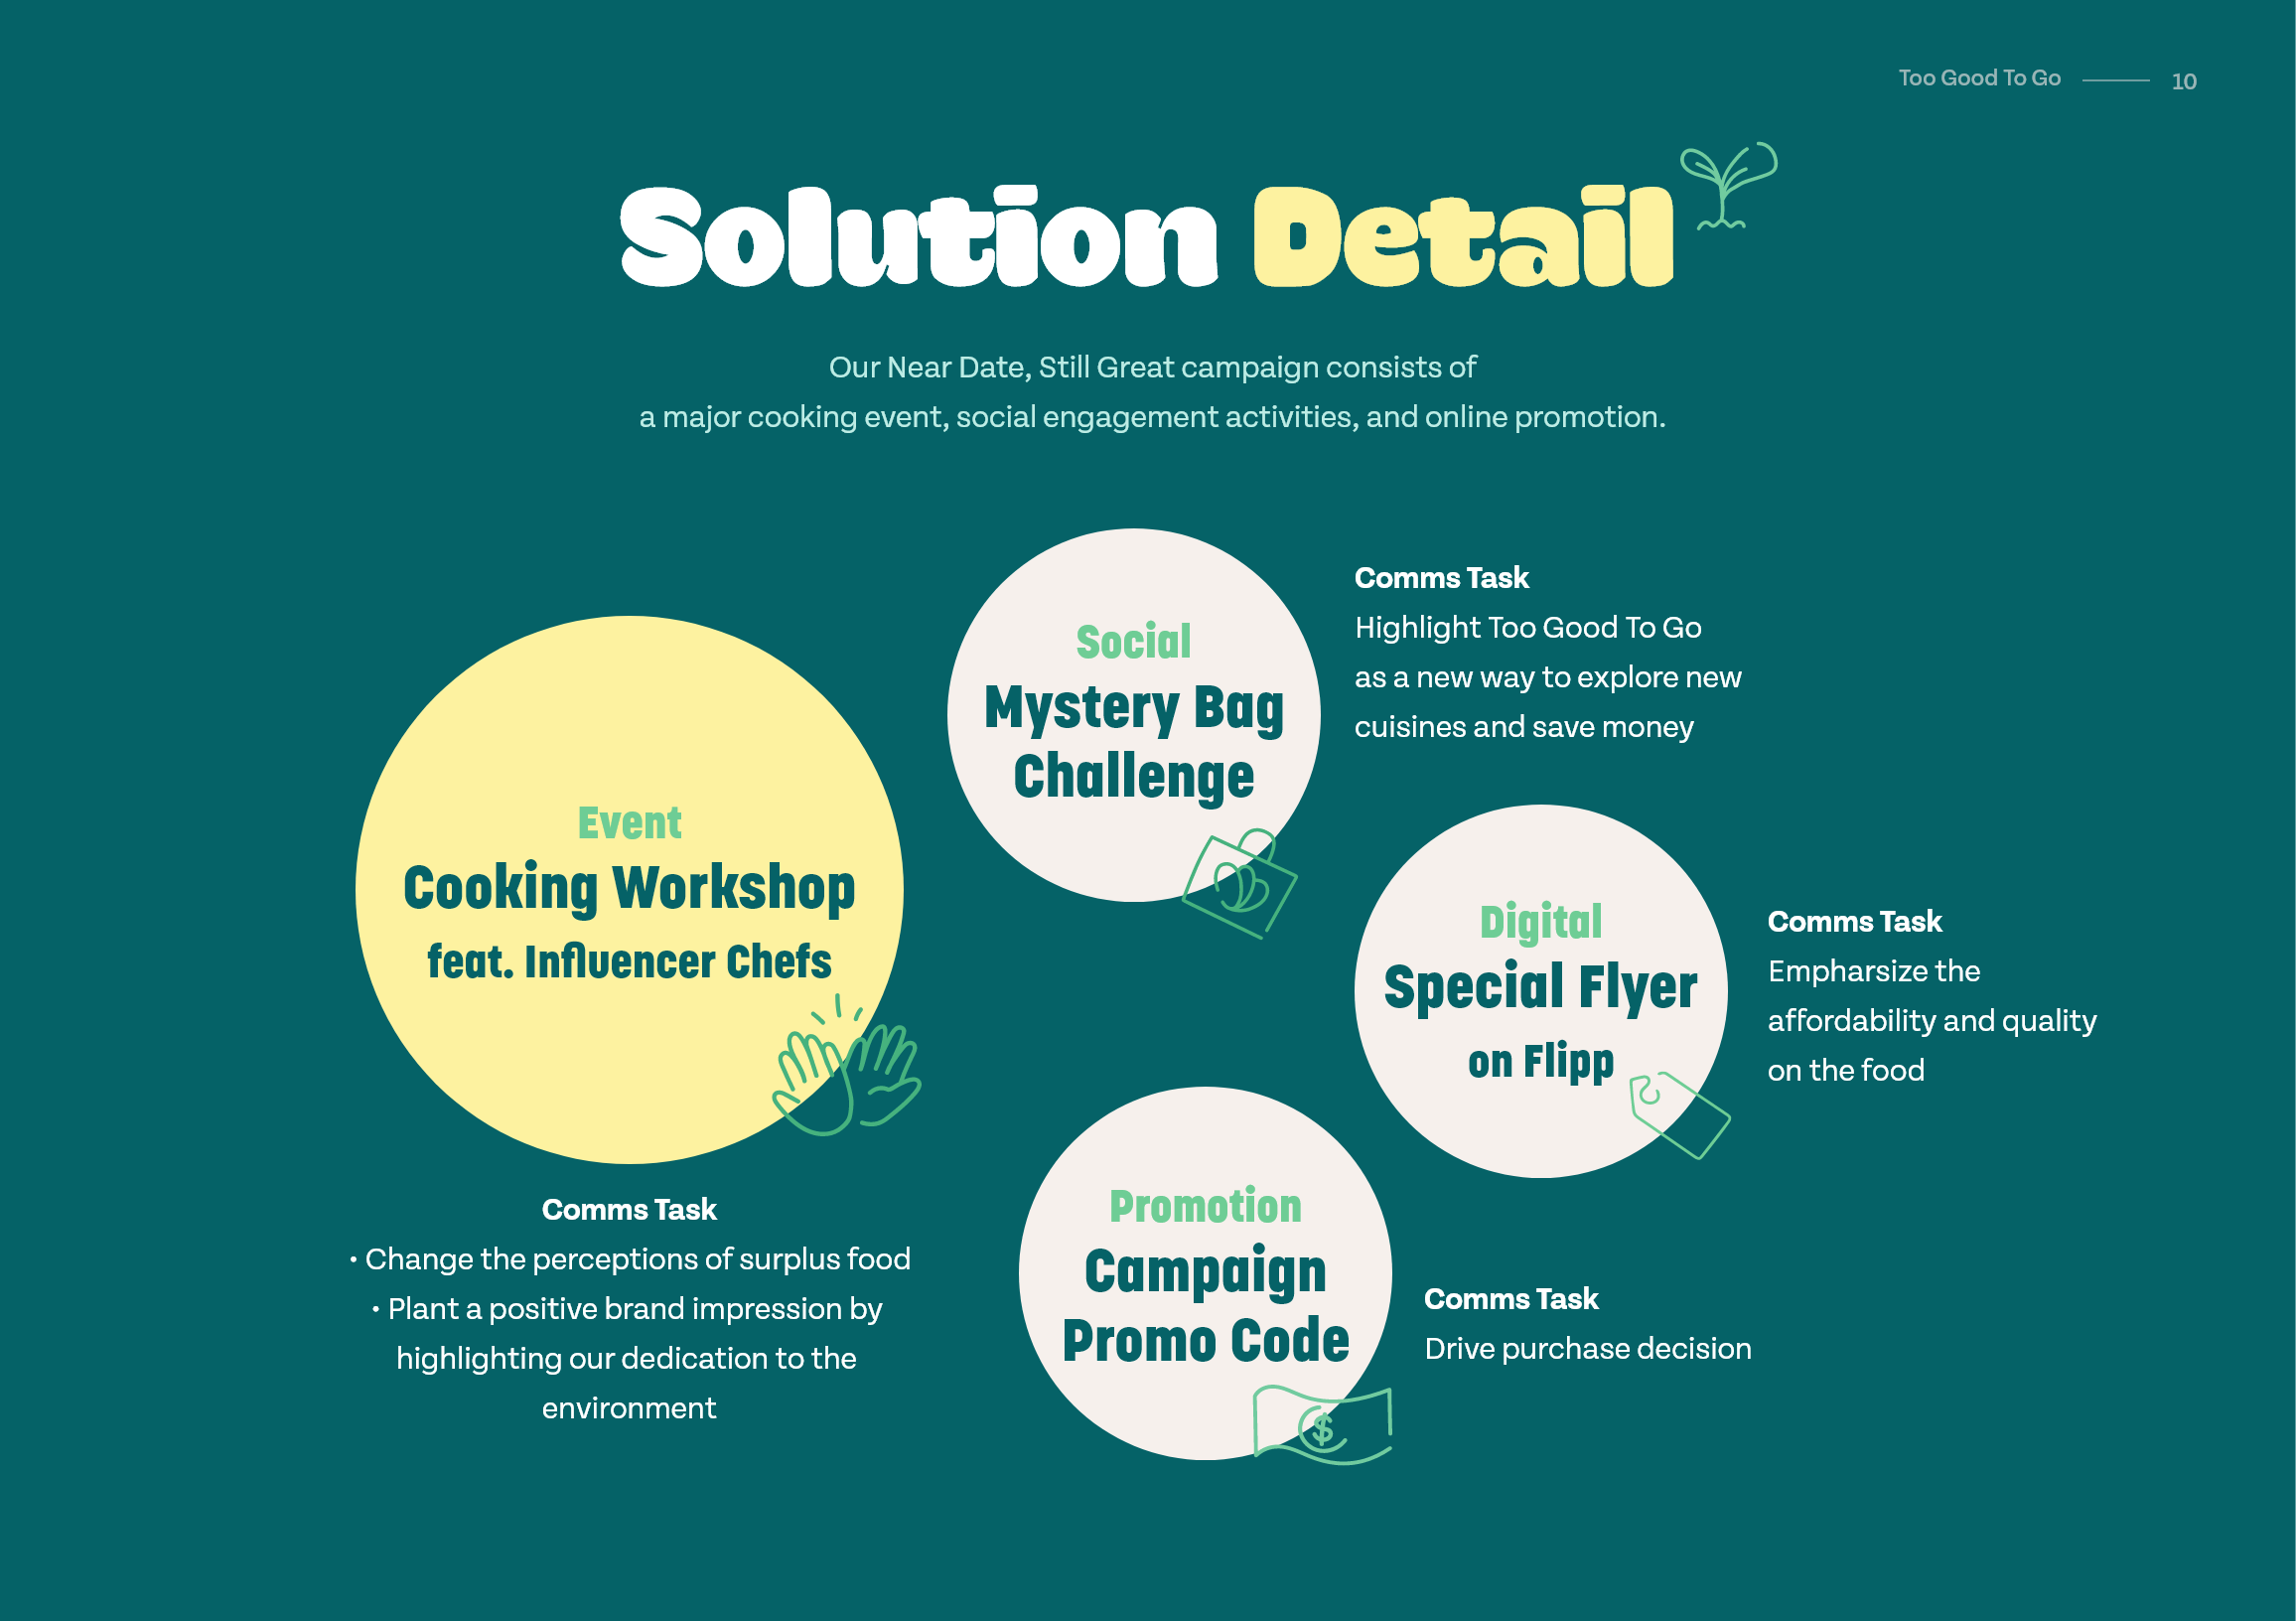 Too Good To Go
10
Solution Detail
Our Near Date, Still Great campaign consists of
a major cooking event, social engagement activities, and online promotion.
Event
Cooking Workshop
feat. Influencer Chefs
Comms Task
• Change the perceptions of surplus food
• Plant a positive brand impression by
highlighting our dedication to the
environment
Social
Mystery Bag
Challenge
Comms Task
Highlight Too Good To Go
as a new way to explore new
cuisines and save money
Digital
Special Flyer
on Flipp
Comms Task
Empharsize the
affordability and quality
on the food
Promotion
Campaign
Promo Code
$
Comms Task
Drive purchase decision